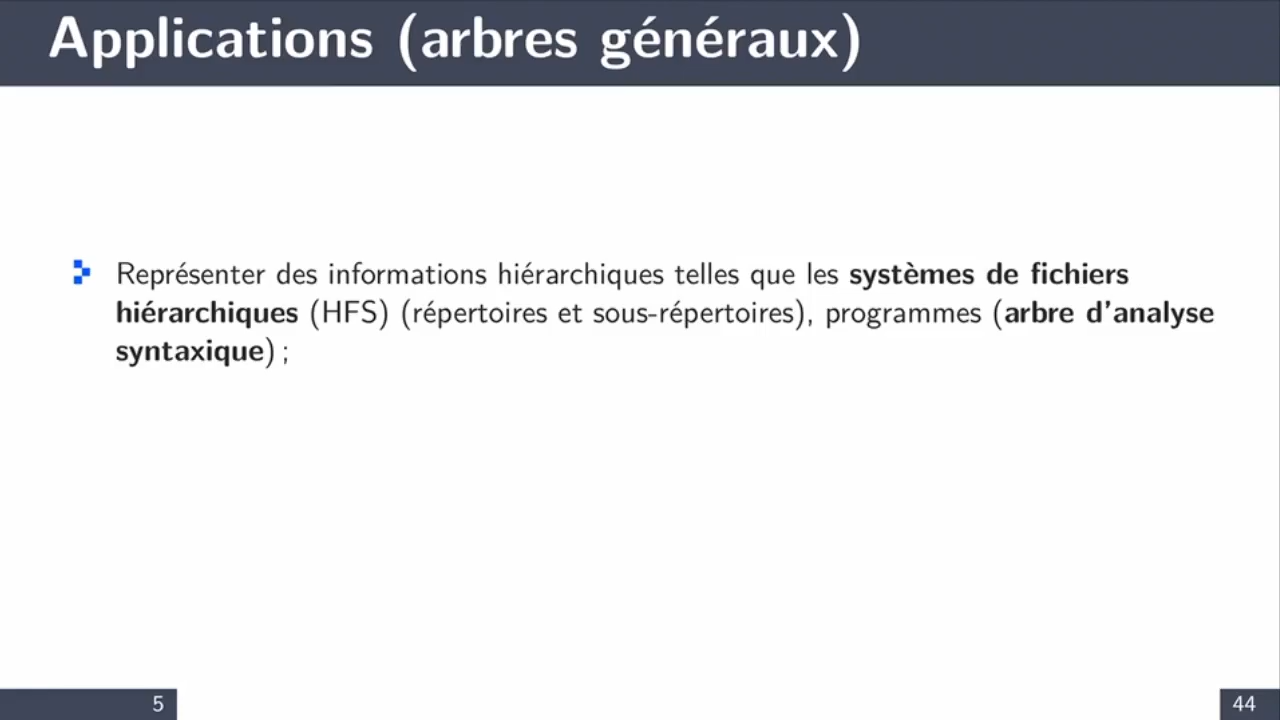 Applications (arbres généraux)
Représenter des informations hiérarchiques telles que les systèmes de fichiers
hiérarchiques (HFS) (répertoires et sous-répertoires), programmes (arbre d'analyse
syntaxique) ;
5
44